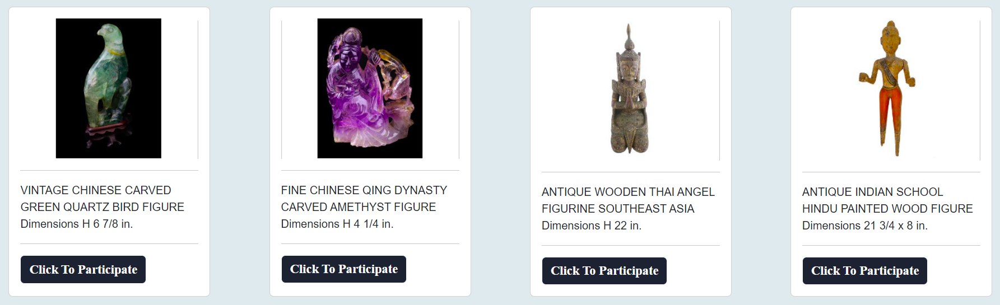 VINTAGE CHINESE CARVED
GREEN QUARTZ BIRD FIGURE
Dimensions H 6 7/8 in.
Click To Participate
FINE CHINESE QING DYNASTY
CARVED AMETHYST FIGURE
Dimensions H 4 1/4 in.
Click To Participate
ANTIQUE WOODEN THAI ANGEL
FIGURINE SOUTHEAST ASIA
Dimensions H 22 in.
Click To Participate
ANTIQUE INDIAN SCHOOL
HINDU PAINTED WOOD FIGURE
Dimensions 21 3/4 x 8 in.
Click To Participate